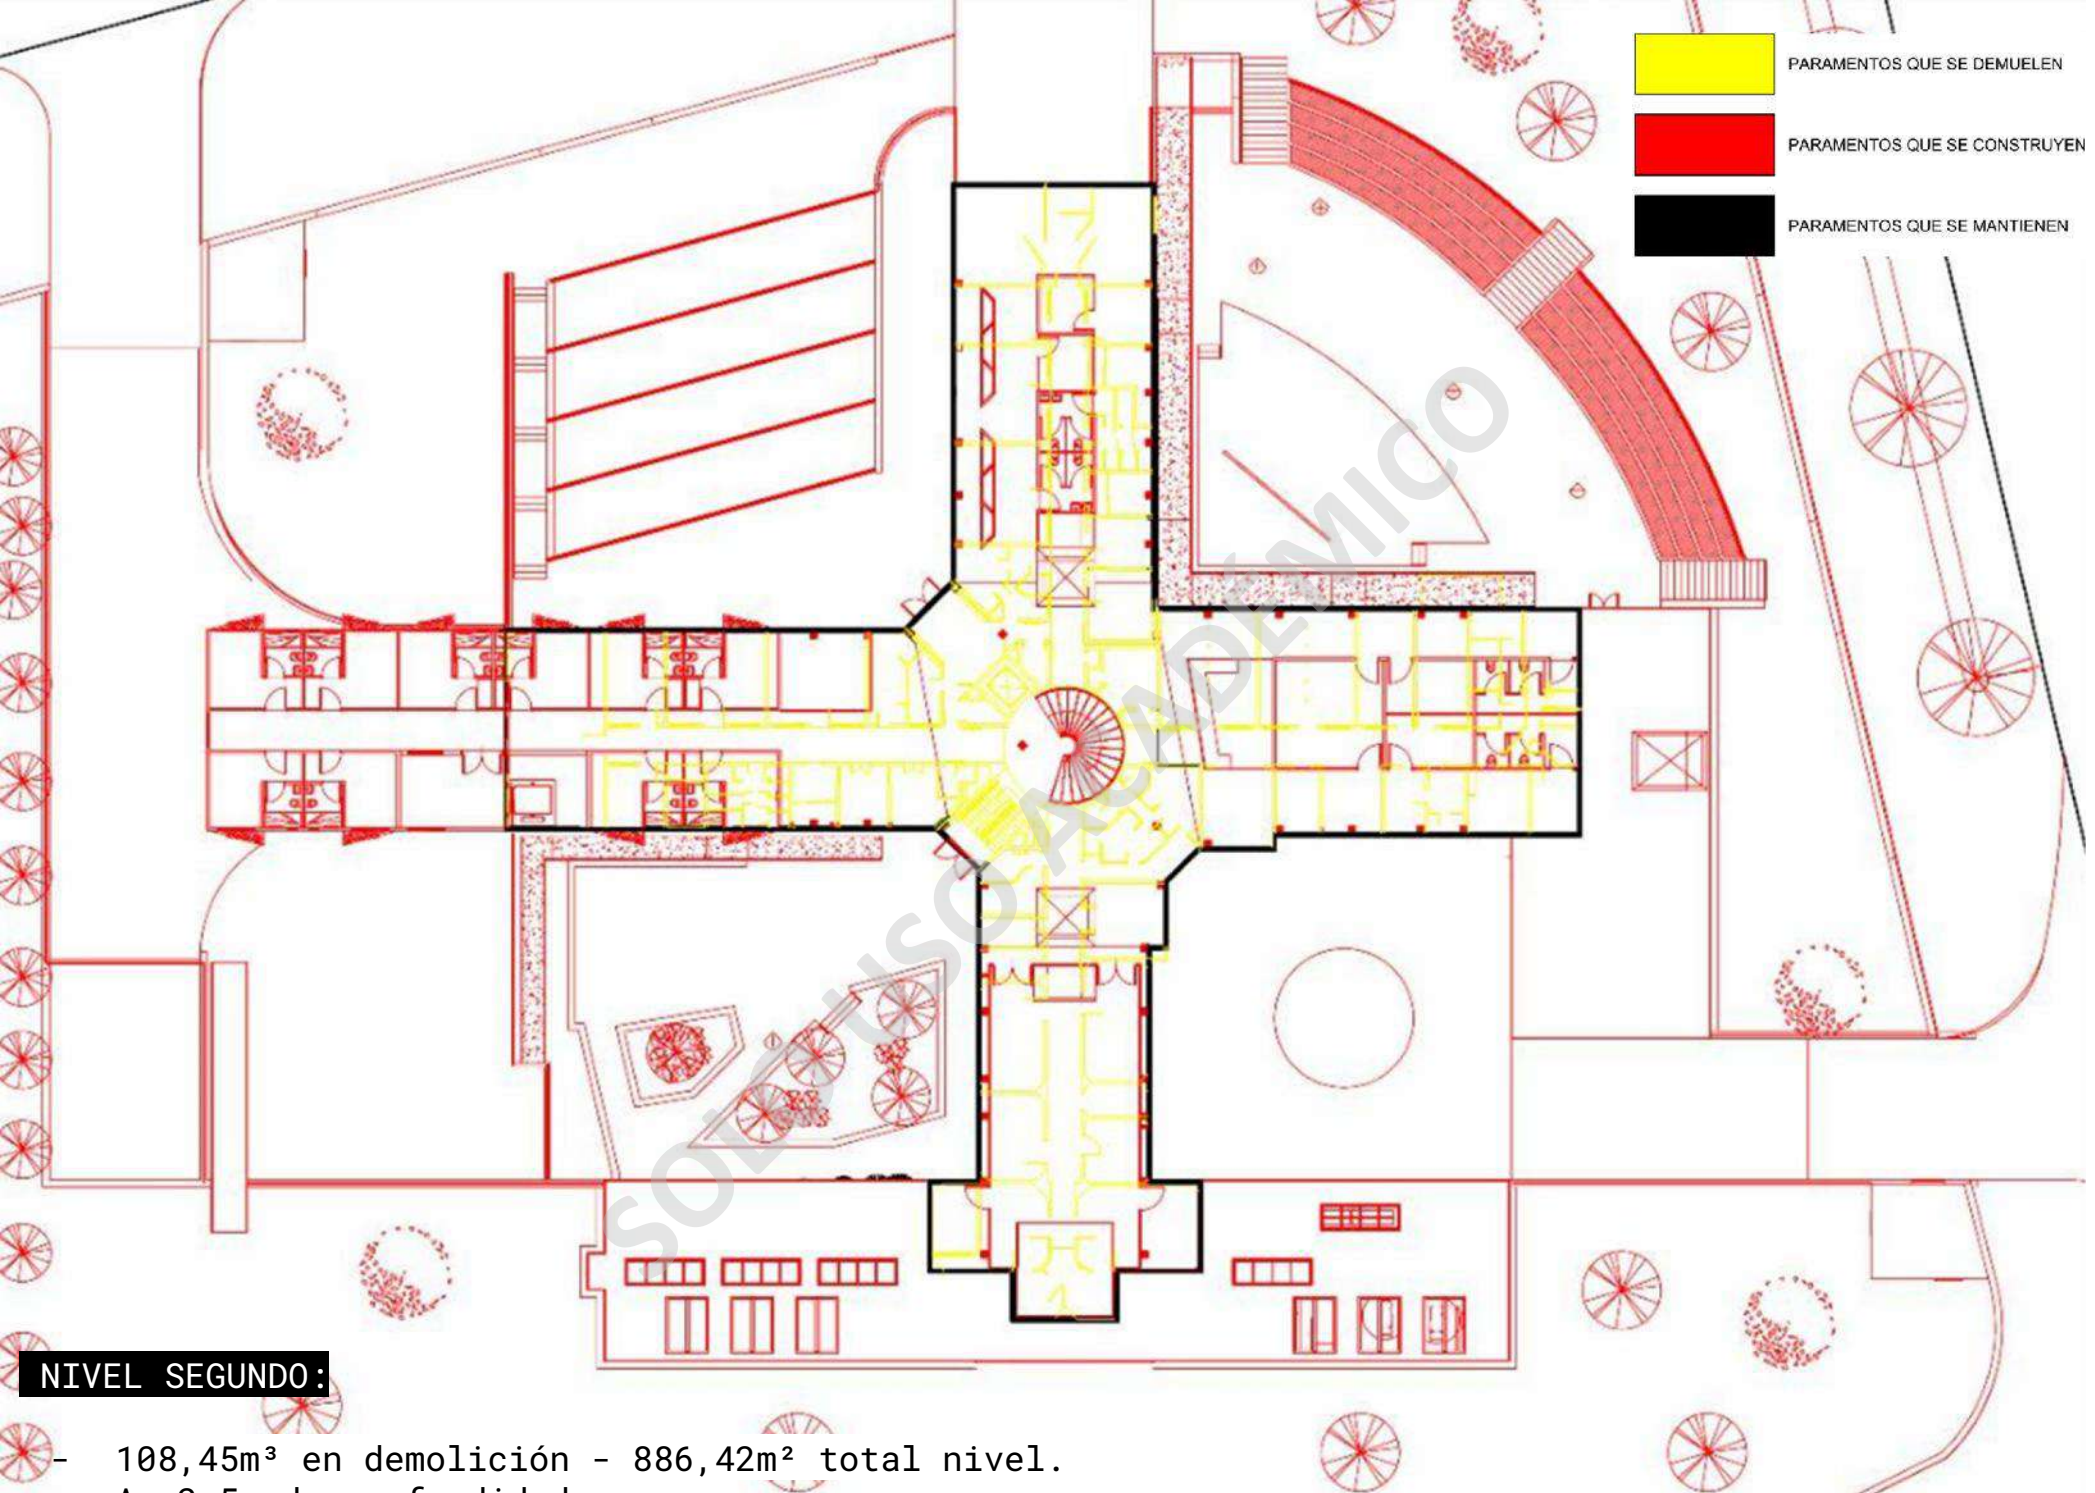 PARAMENTOS QUE SE DEMUELEN
PARAMENTOS QUE SE CONSTRUYEN
PARAMENTOS QUE SE MANTIENEN
SOLO USO ACADÉMICO
NIVEL SEGUNDO:
- 108,45m³ en demolición - 886,42m² total nivel.